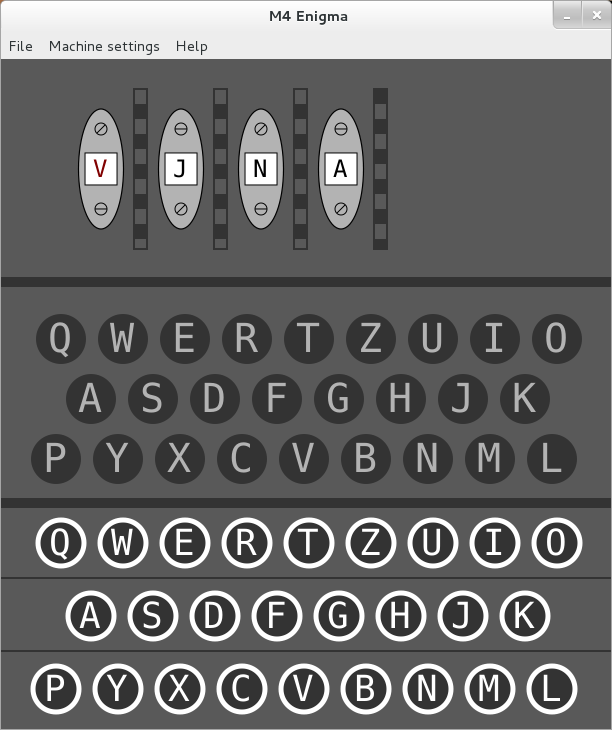 M4 Enigma
File Machine settings Help
V J N A
Q W E R T Z U I O
A S D F G H J K
P Y X C V B N M L
Q W E R T Z U I O
A S D F G H J K
P Y X C V B N M L